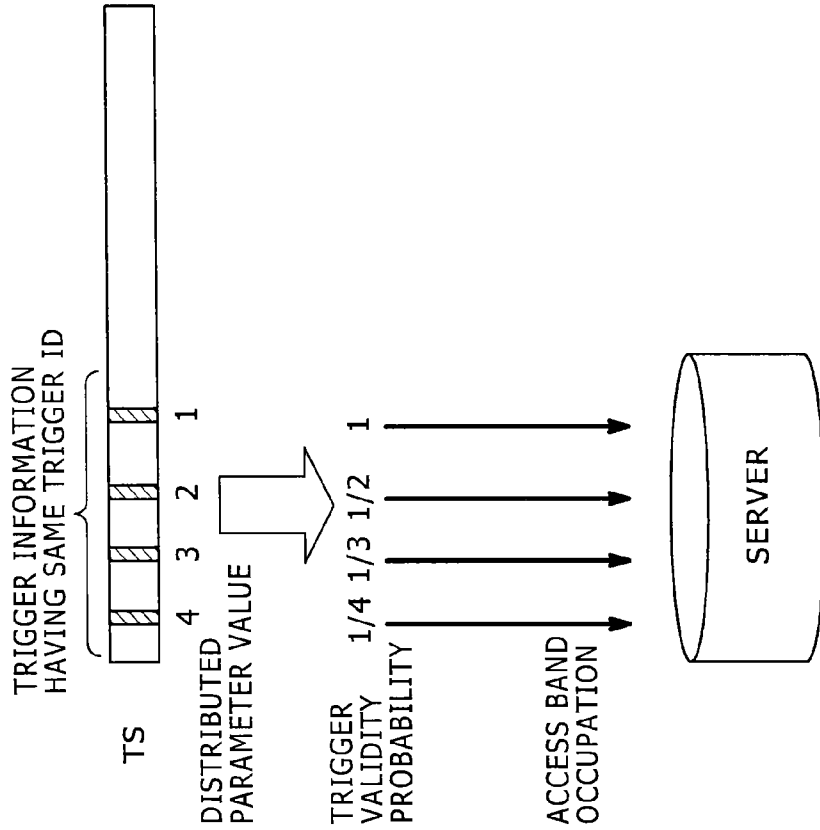 TRIGGER INFORMATION
HAVING SAME TRIGGER ID
TS
4 3 2 1
DISTRIBUTED
PARAMETER VALUE
TRIGGER
VALIDITY
PROBABILITY
1/4 1/3 1/2 1
ACCESS BAND
OCCUPATION
SERVER